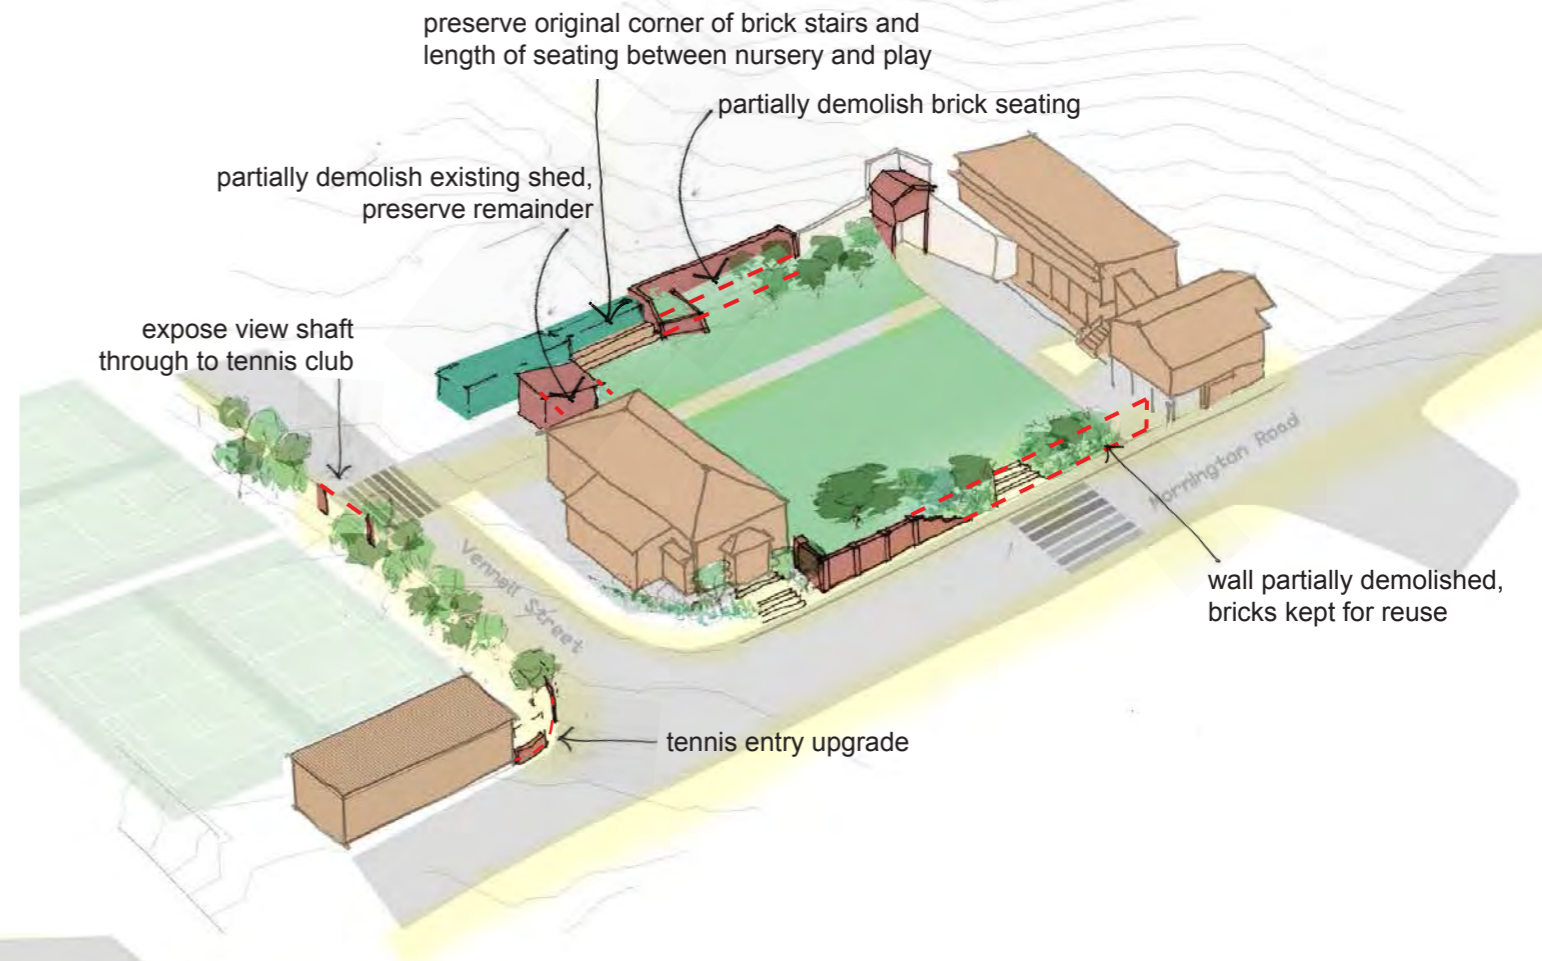 preserve original corner of brick stairs and
length of seating between nursery and play
partially demolish brick seating
partially demolish existing shed,
preserve remainder
expose view shaft
through to tennis club
Mornington Road
Vennell Street
wall partially demolished,
bricks kept for reuse
tennis entry upgrade